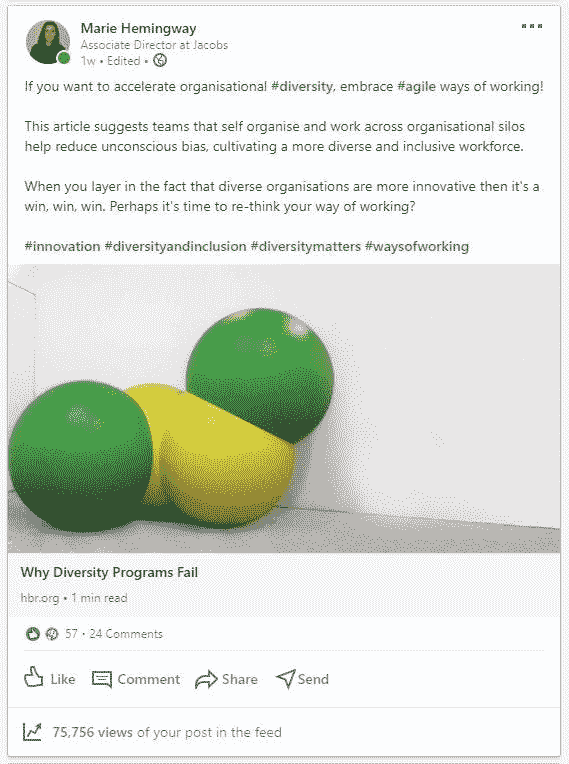 Marie Hemingway
Associate Director at Jacobs
1w • Edited •
If you want to accelerate organisational #diversity, embrace #agile ways of working!
This article suggests teams that self organise and work across organisational silos
help reduce unconscious bias, cultivating a more diverse and inclusive workforce.
When you layer in the fact that diverse organisations are more innovative then it's a
win, win, win. Perhaps it's time to re-think your way of working?
#innovation #diversityandinclusion #diversitymatters #waysofworking
Why Diversity Programs Fail
hbr.org • 1 min read
57 • 24 Comments
Like Comment Share Send
75,756 views of your post in the feed